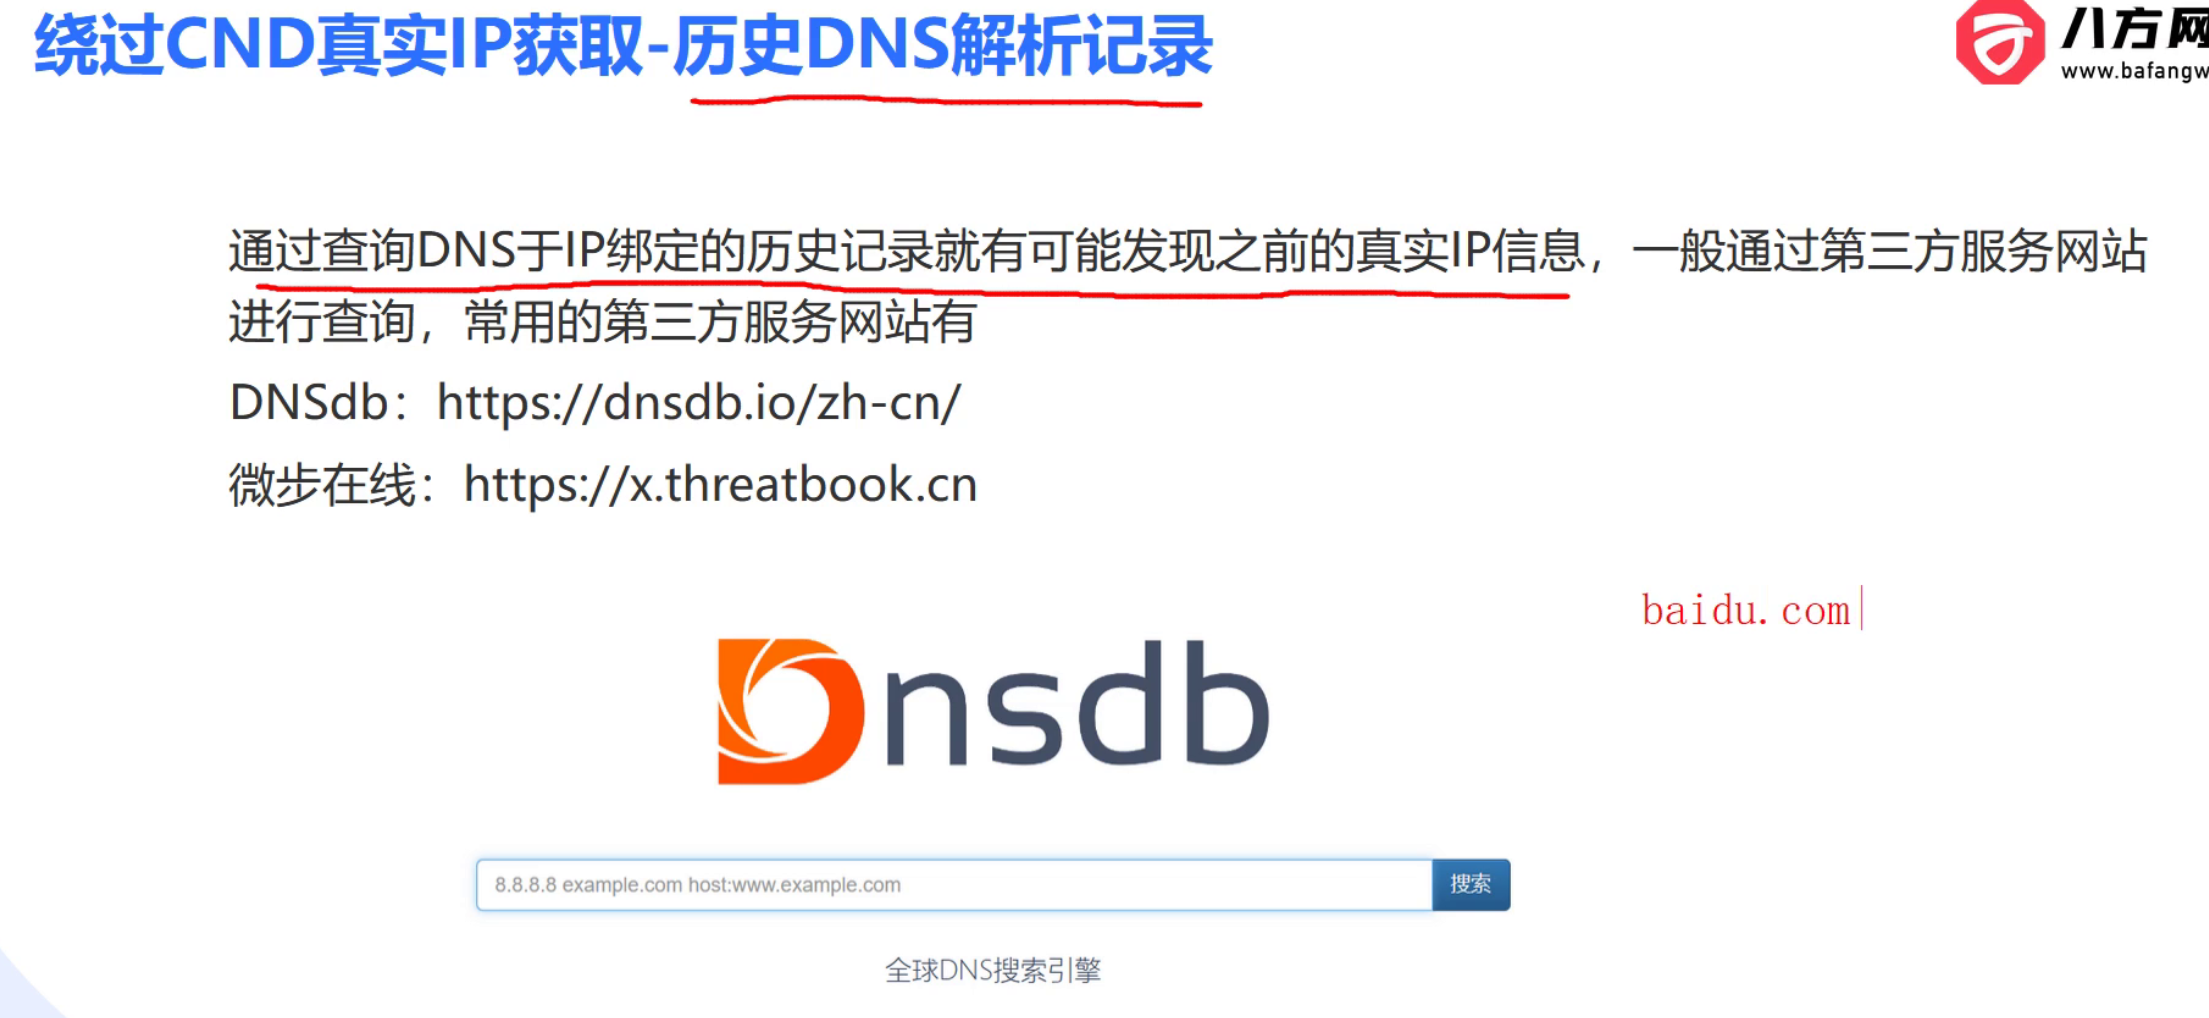 绕过CND真实IP获取-历史DNS解析记录
八方网
www.bafangw
通过查询DNS于IP绑定的历史记录就有可能发现之前的真实IP信息，一般通过第三方服务网站
进行查询，常用的第三方服务网站有
DNSdb：https://dnsdb.io/zh-cn/
微步在线：https://x.threatbook.cn
baidu.com
Dnsdb
8.8.8.8 example.com host:www.example.com
搜索
全球DNS搜索引擎